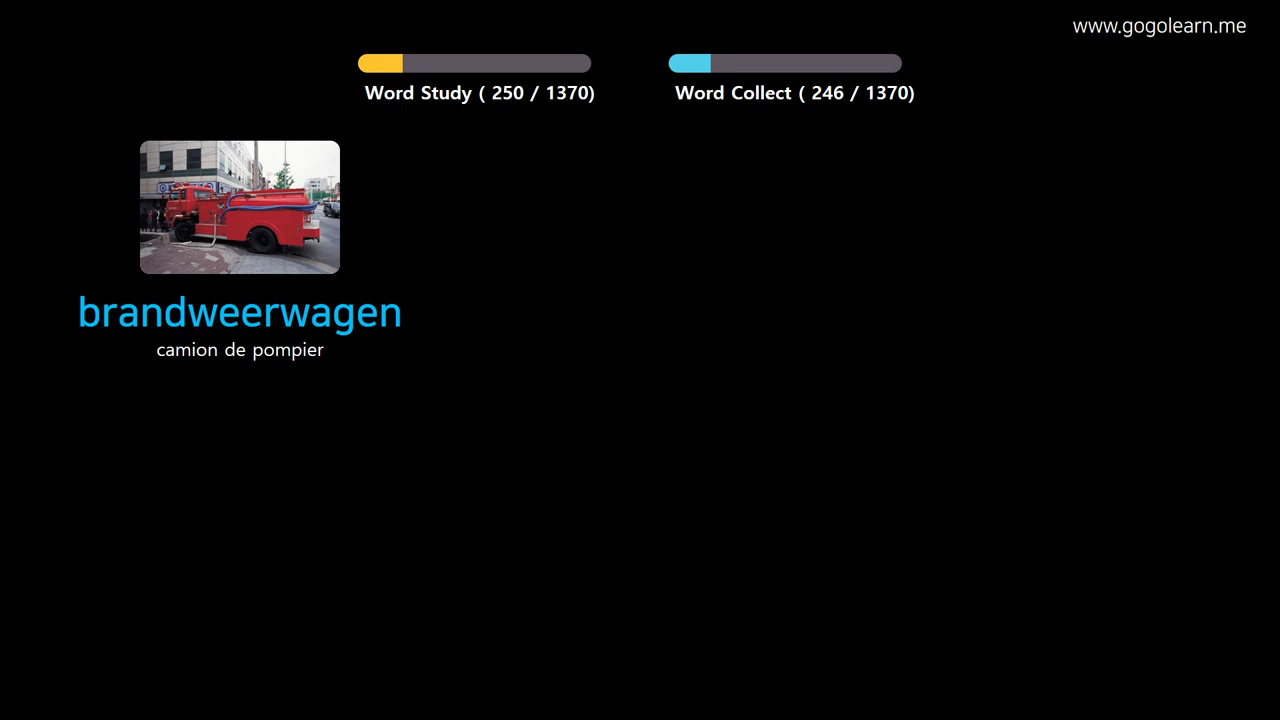 www.gogolearn.me
Word Study ( 250 / 1370)
Word Collect ( 246 / 1370)
brandweerwagen
camion de pompier